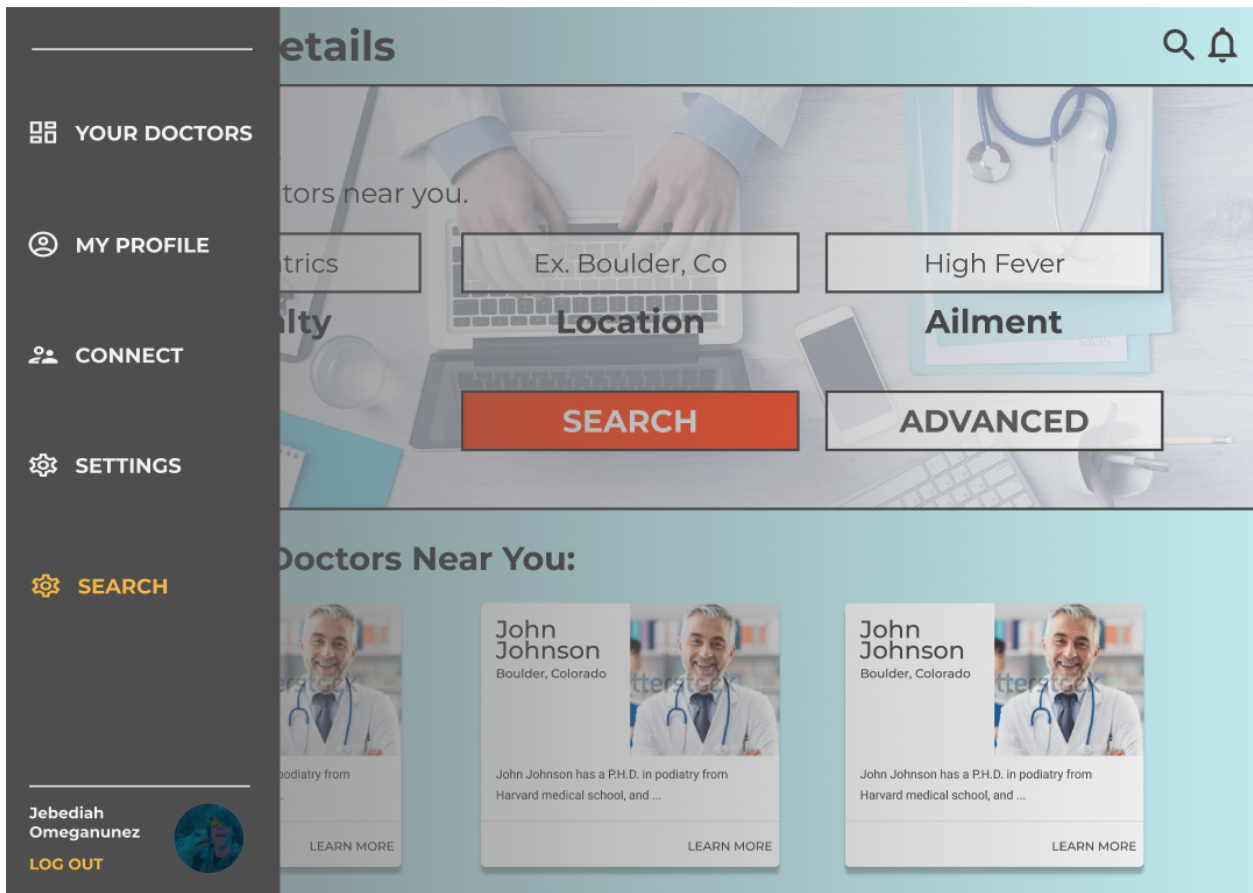 etails
YOUR DOCTORS
MY PROFILE
CONNECT
SETTINGS
SEARCH
Jebediah
Omeganunez
LOG OUT
tors near you.
trics
Ex. Boulder, Co
High Fever
lty
Location
Ailment
SEARCH
ADVANCED
Doctors Near You:
podiatry from
LEARN MORE
John
Johnson
Boulder, Colorado
John Johnson has a P.H.D. in podiatry from
Harvard medical school, and ...
LEARN MORE
John
Johnson
Boulder, Colorado
John Johnson has a P.H.D. in podiatry from
Harvard medical school, and ...
LEARN MORE